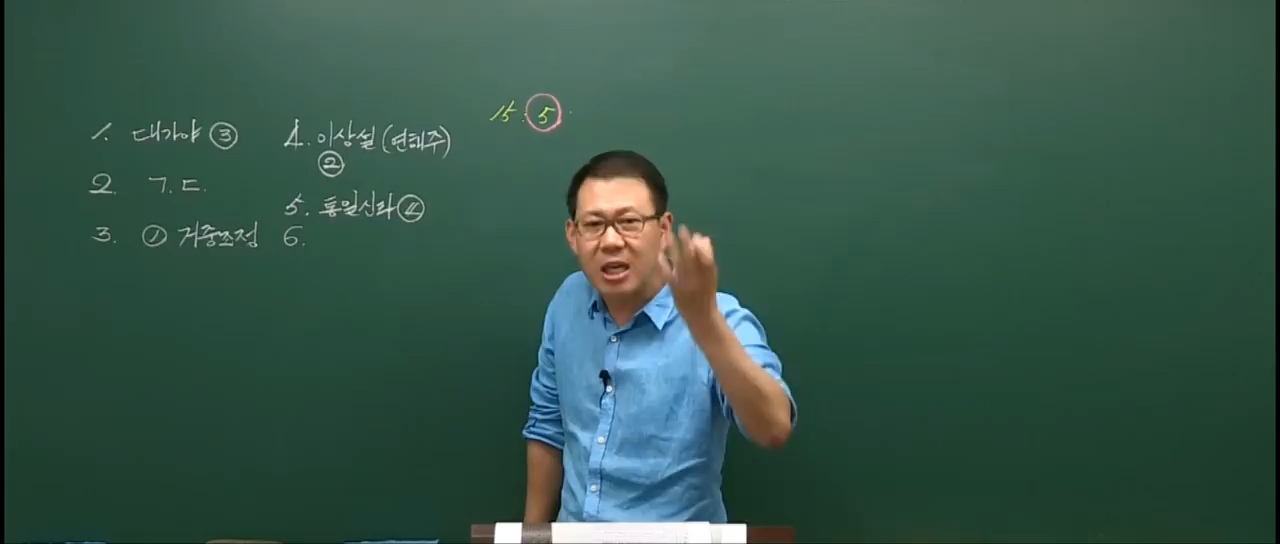 1. 대가야 ③
2. ㄱ.ㄷ.
3. ① 거중조정
4. 이상설 (연해주)
②
5. 통일신라 ④
6.
15 : 5.